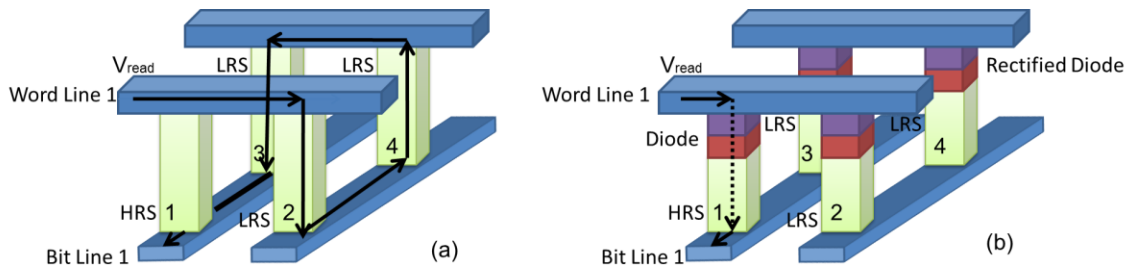 LRS
LRS
Vread
Word Line 1
3
4
HRS
1
LRS
2
Bit Line 1
(a)
Vread
Rectified Diode
Word Line 1
LRS
LRS
Diode
3
4
HRS
1
LRS
2
Bit Line 1
(b)